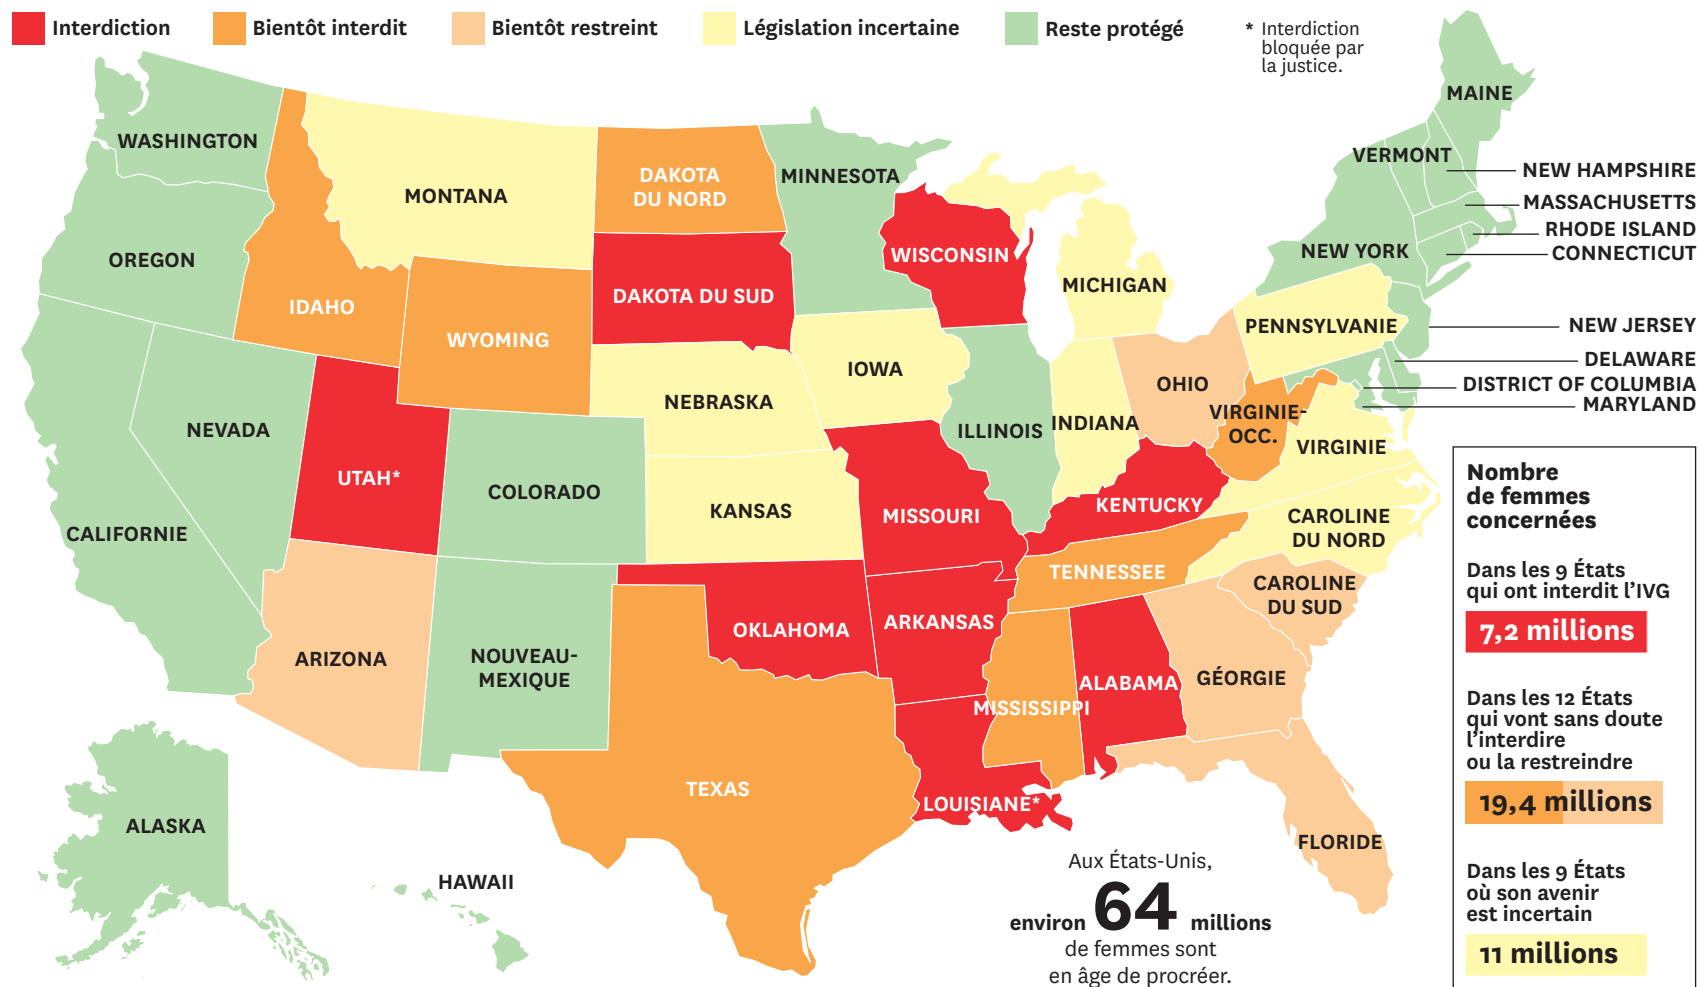 Interdiction
Bientôt interdit
Bientôt restreint
Législation incertaine
Reste protégé
* Interdiction
bloquée par
la justice.
MAINE
WASHINGTON
VERMONT
NEW HAMPSHIRE
MONTANA
DAKOTA
DU NORD
MINNESOTA
MASSACHUSETTS
RHODE ISLAND
NEW YORK
CONNECTICUT
OREGON
WISCONSIN
IDAHO
DAKOTA DU SUD
MICHIGAN
WYOMING
PENNSYLVANIE
NEW JERSEY
IOWA
DELAWARE
OHIO
DISTRICT OF COLUMBIA
NEBRASKA
MARYLAND
NEVADA
ILLINOIS
INDIANA
VIRGINIE-
OCC.
VIRGINIE
UTAH*
COLORADO
KANSAS
MISSOURI
KENTUCKY
CALIFORNIE
CAROLINE
DU NORD
TENNESSEE
CAROLINE
DU SUD
ARIZONA
NOUVEAU-
MEXIQUE
OKLAHOMA
ARKANSAS
MISSISSIPPI
ALABAMA
GÉORGIE
TEXAS
LOUISIANE*
FLORIDE
ALASKA
HAWAII
Aux États-Unis,
environ 64 millions
de femmes sont
en âge de procréer.
Nombre
de femmes
concernées
Dans les 9 États
qui ont interdit l’IVG
7,2 millions
Dans les 12 États
qui vont sans doute
l’interdire
ou la restreindre
19,4 millions
Dans les 9 États
où son avenir
est incertain
11 millions